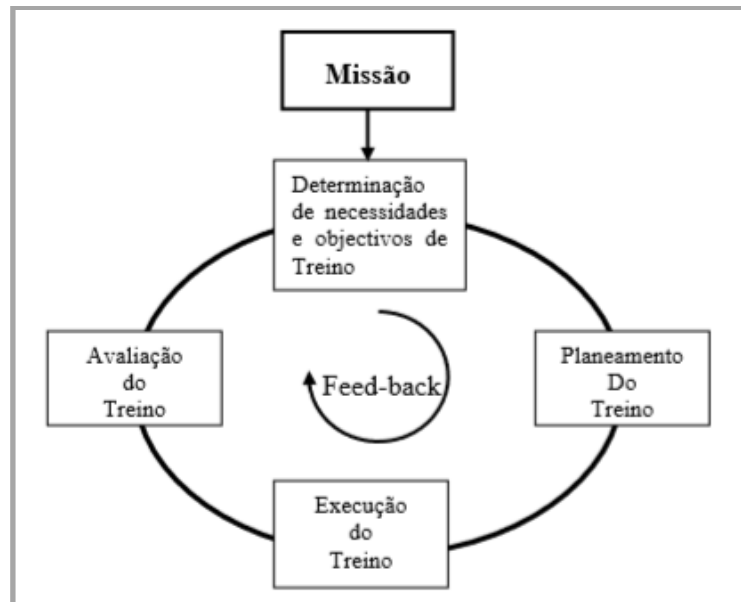 Missão
Determinação
de necessidades
e objectivos de
Treino
Avaliação
do
Treino
Feed-back
Planeamento
Do
Treino
Execução
do
Treino